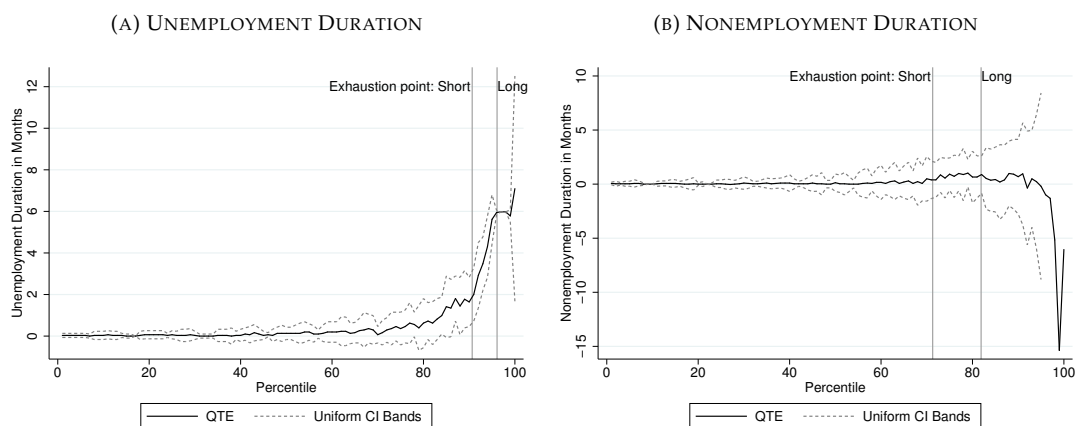 (A) UNEMPLOYMENT DURATION
Unemployment Duration in Months
12
10
8
6
4
2
0
Exhaustion point: Short
Long
0 20 40 60 80 100
Percentile
QTE Uniform CI Bands
(B) NONEMPLOYMENT DURATION
Nonemployment Duration in Months
10
5
0
−5
−10
−15
Exhaustion point: Short
Long
0 20 40 60 80 100
Percentile
QTE Uniform CI Bands